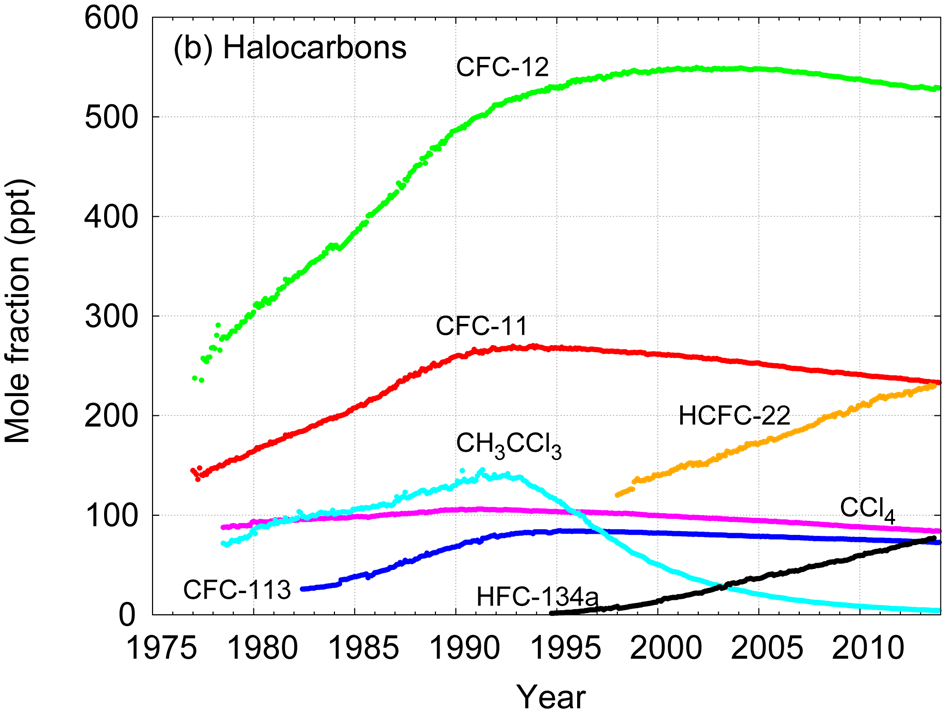 (b) Halocarbons
Mole fraction (ppt)
600
500
400
300
200
100
0
CFC-12
CFC-11
HCFC-22
CH₃CCl₃
CCl₄
CFC-113
HFC-134a
1975 1980 1985 1990 1995 2000 2005 2010
Year